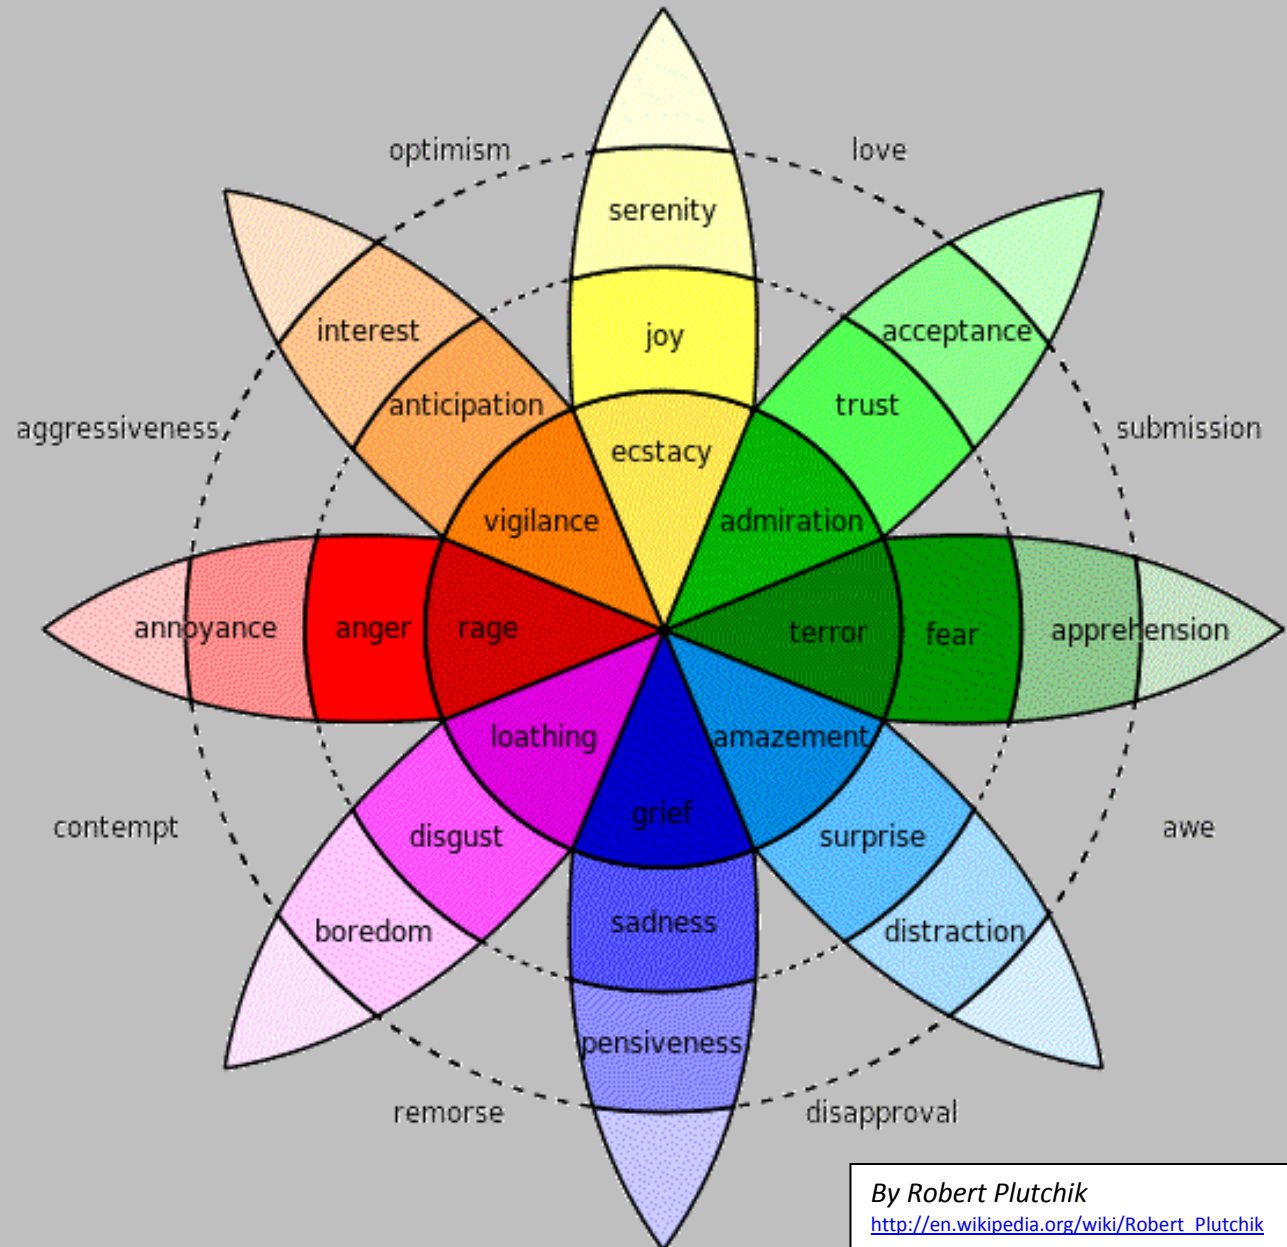 optimism
love
serenity
interest
acceptance
joy
anticipation
trust
aggressiveness
submission
ecstacy
vigilance
admiration
annoyance
anger
rage
terror
fear
apprehension
loathing
amazement
grief
contempt
awe
disgust
surprise
sadness
boredom
distraction
pensiveness
remorse
disapproval
By Robert Plutchik
http://en.wikipedia.org/wiki/Robert_Plutchik